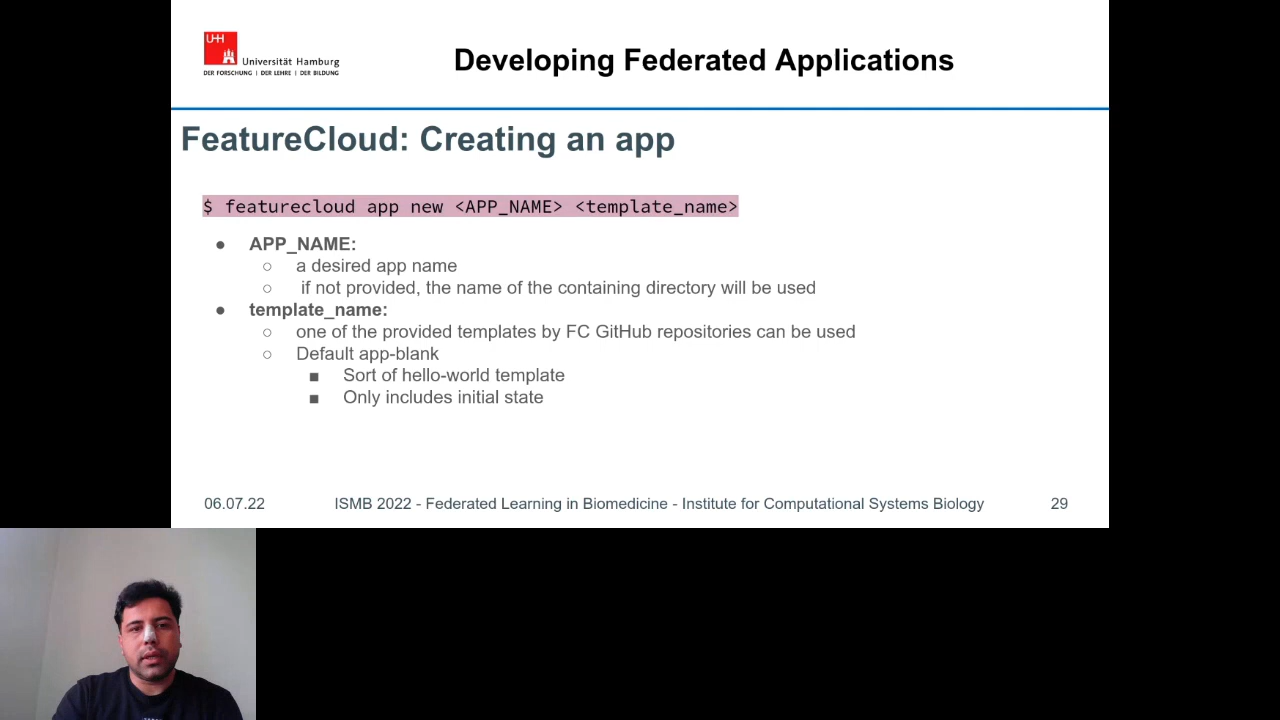 UHH
Universität Hamburg
DER FORSCHUNG | DER LEHRE | DER BILDUNG
Developing Federated Applications
FeatureCloud: Creating an app
$ featurecloud app new <APP_NAME> <template_name>
● APP_NAME:
○ a desired app name
○ if not provided, the name of the containing directory will be used
● template_name:
○ one of the provided templates by FC GitHub repositories can be used
○ Default app-blank
■ Sort of hello-world template
■ Only includes initial state
06.07.22
ISMB 2022 - Federated Learning in Biomedicine - Institute for Computational Systems Biology
29